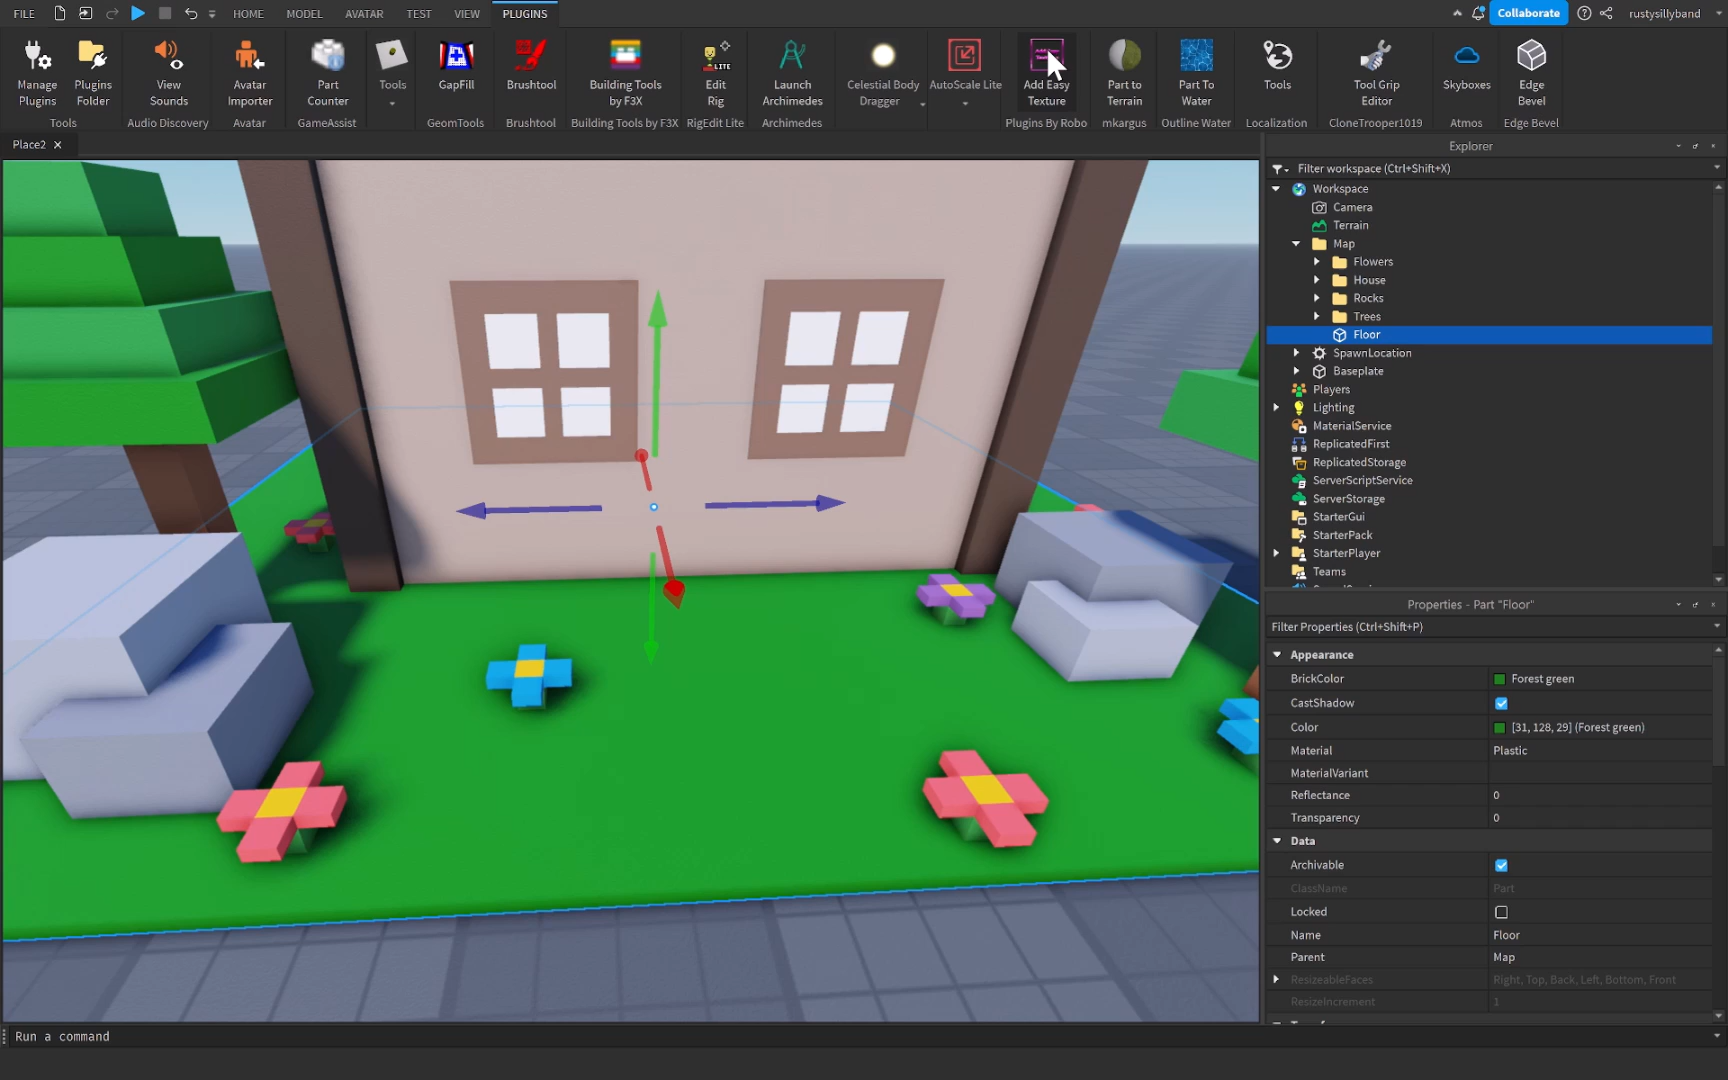 FILE HOME MODEL AVATAR TEST VIEW PLUGINS Collaborate rustysillyband
Manage Plugins
Plugins Folder
View Sounds
Avatar Importer
Part Counter
Tools
GapFill
Brushtool
Building Tools by F3X
Edit Rig
LITE
Launch Archimedes
Celestial Body Dragger
AutoScale Lite
Add Easy Texture
Part to Terrain
Part To Water
Tools
Tool Grip Editor
Skyboxes
Edge Bevel
Tools Audio Discovery Avatar GameAssist GeomTools Brushtool Building Tools by F3X RigEdit Lite Archimedes Plugins By Robo mkargus Outline Water Localization CloneTrooper1019 Atmos Edge Bevel
Place2
Explorer
Filter workspace (Ctrl+Shift+X)
Workspace
Camera
Terrain
Map
Flowers
House
Rocks
Trees
Floor
SpawnLocation
Baseplate
Players
Lighting
MaterialService
ReplicatedFirst
ReplicatedStorage
ServerScriptService
ServerStorage
StarterGui
StarterPack
StarterPlayer
Teams
Properties - Part "Floor"
Filter Properties (Ctrl+Shift+P)
Appearance
BrickColor Forest green
CastShadow
Color [31, 128, 29] (Forest green)
Material Plastic
MaterialVariant
Reflectance 0
Transparency 0
Data
Archivable
ClassName Part
Locked
Name Floor
Parent Map
ResizeableFaces Right, Top, Back, Left, Bottom, Front
ResizeIncrement 1
Run a command